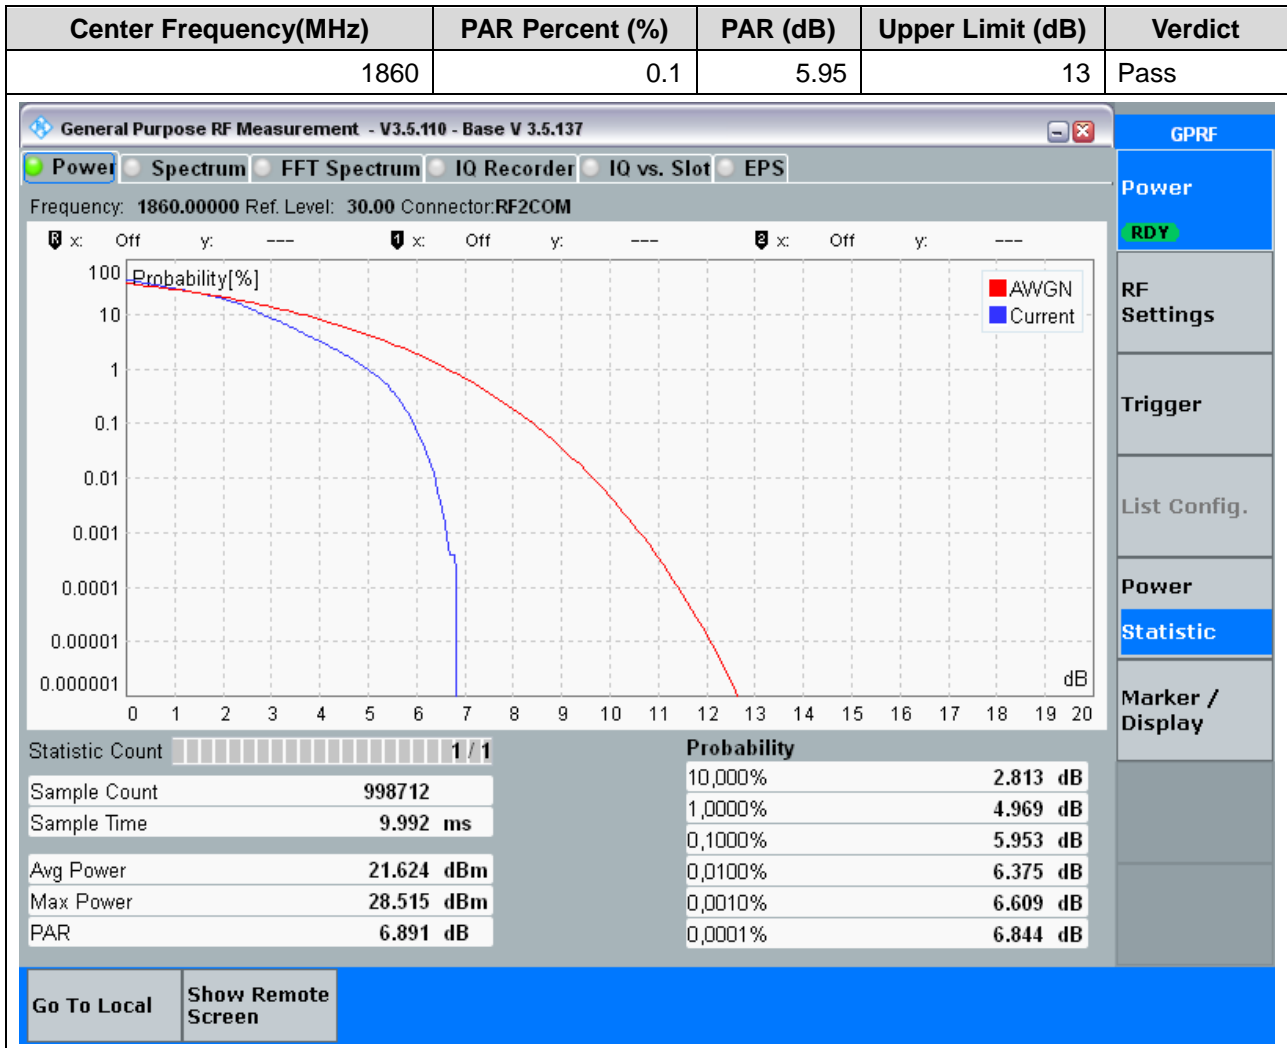 Center Frequency(MHz) PAR Percent (%) PAR (dB) Upper Limit (dB) Verdict
1860 0.1 5.95 13 Pass
General Purpose RF Measurement - V3.5.110 - Base V 3.5.137
GPRF
Power Spectrum FFT Spectrum IQ Recorder IQ vs. Slot EPS
Power
RDY
Frequency: 1860.00000 Ref. Level: 30.00 Connector:RF2COM
R x: Off y: --- 1 x: Off y: --- 2 x: Off y: ---
Probability[%]
AWGN
Current
100
10
1
0.1
0.01
0.001
0.0001
0.00001
0.000001
dB
0 1 2 3 4 5 6 7 8 9 10 11 12 13 14 15 16 17 18 19 20
RF
Settings
Trigger
List Config.
Power
Statistic
Marker /
Display
Statistic Count 1 / 1
Sample Count 998712
Sample Time 9.992 ms
Avg Power 21.624 dBm
Max Power 28.515 dBm
PAR 6.891 dB
Probability
10,000% 2.813 dB
1,0000% 4.969 dB
0,1000% 5.953 dB
0,0100% 6.375 dB
0,0010% 6.609 dB
0,0001% 6.844 dB
Go To Local
Show Remote
Screen